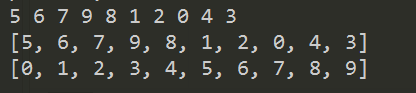 5 6 7 9 8 1 2 0 4 3
[5, 6, 7, 9, 8, 1, 2, 0, 4, 3]
[0, 1, 2, 3, 4, 5, 6, 7, 8, 9]